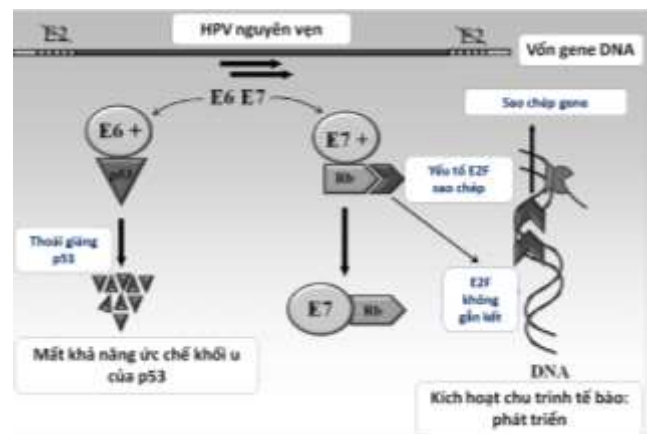 E2
HPV nguyên vẹn
E2
Vốn gene DNA
E6 E7
Sao chép gene
E6 +
p53
E7 +
Rb
Yếu tố E2F
sao chép
Thoái giáng
p53
E7
Rb
E2F
không
gắn kết
Mất khả năng ức chế khối u
của p53
DNA
Kích hoạt chu trình tế bào:
phát triển